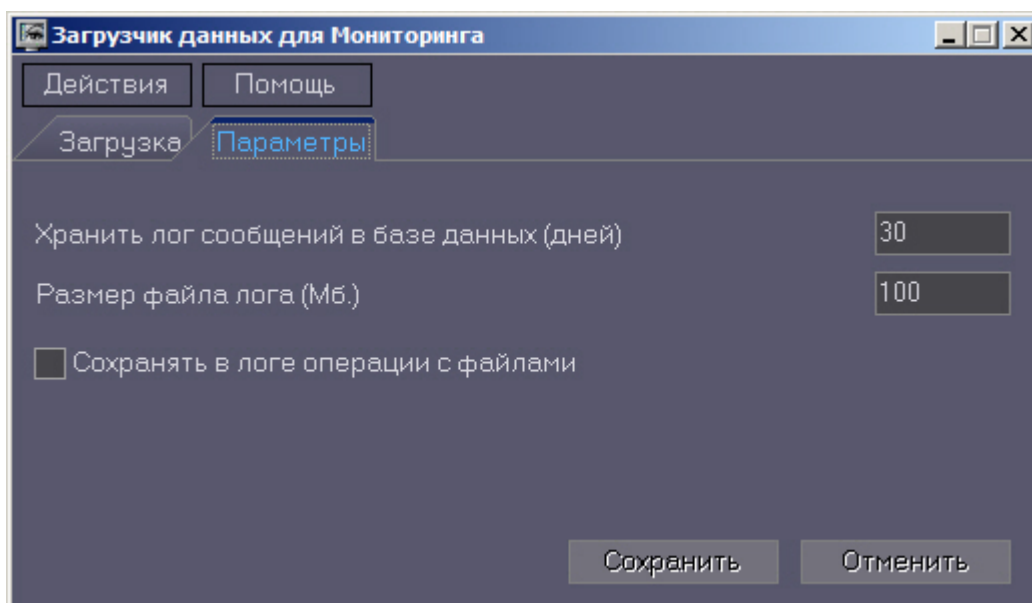 Загрузчик данных для Мониторинга
Действия Помощь
Загрузка Параметры
Хранить лог сообщений в базе данных (дней) 30
Размер файла лога (Мб.) 100
Сохранять в логе операции с файлами
Сохранить Отменить